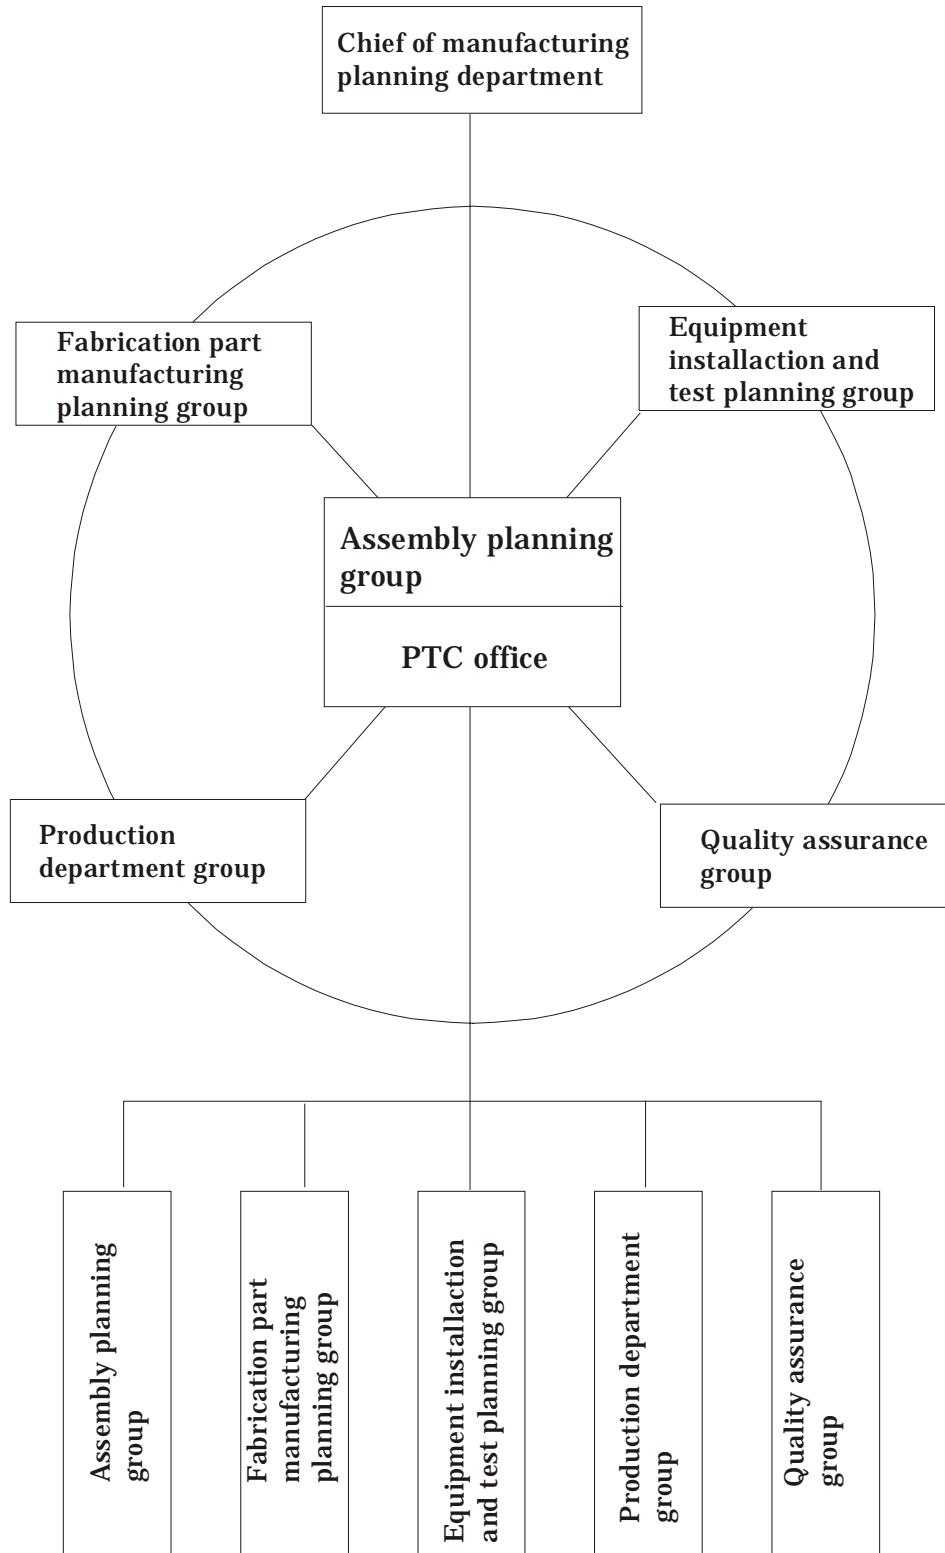 Chief of manufacturing
planning department
Fabrication part
manufacturing
planning group
Equipment
installaction and
test planning group
Assembly planning
group
PTC office
Production
department group
Quality assurance
group
Assembly planning
group
Fabrication part
manufacturing
planning group
Equipment installaction
and test planning group
Production department
group
Quality assurance
group